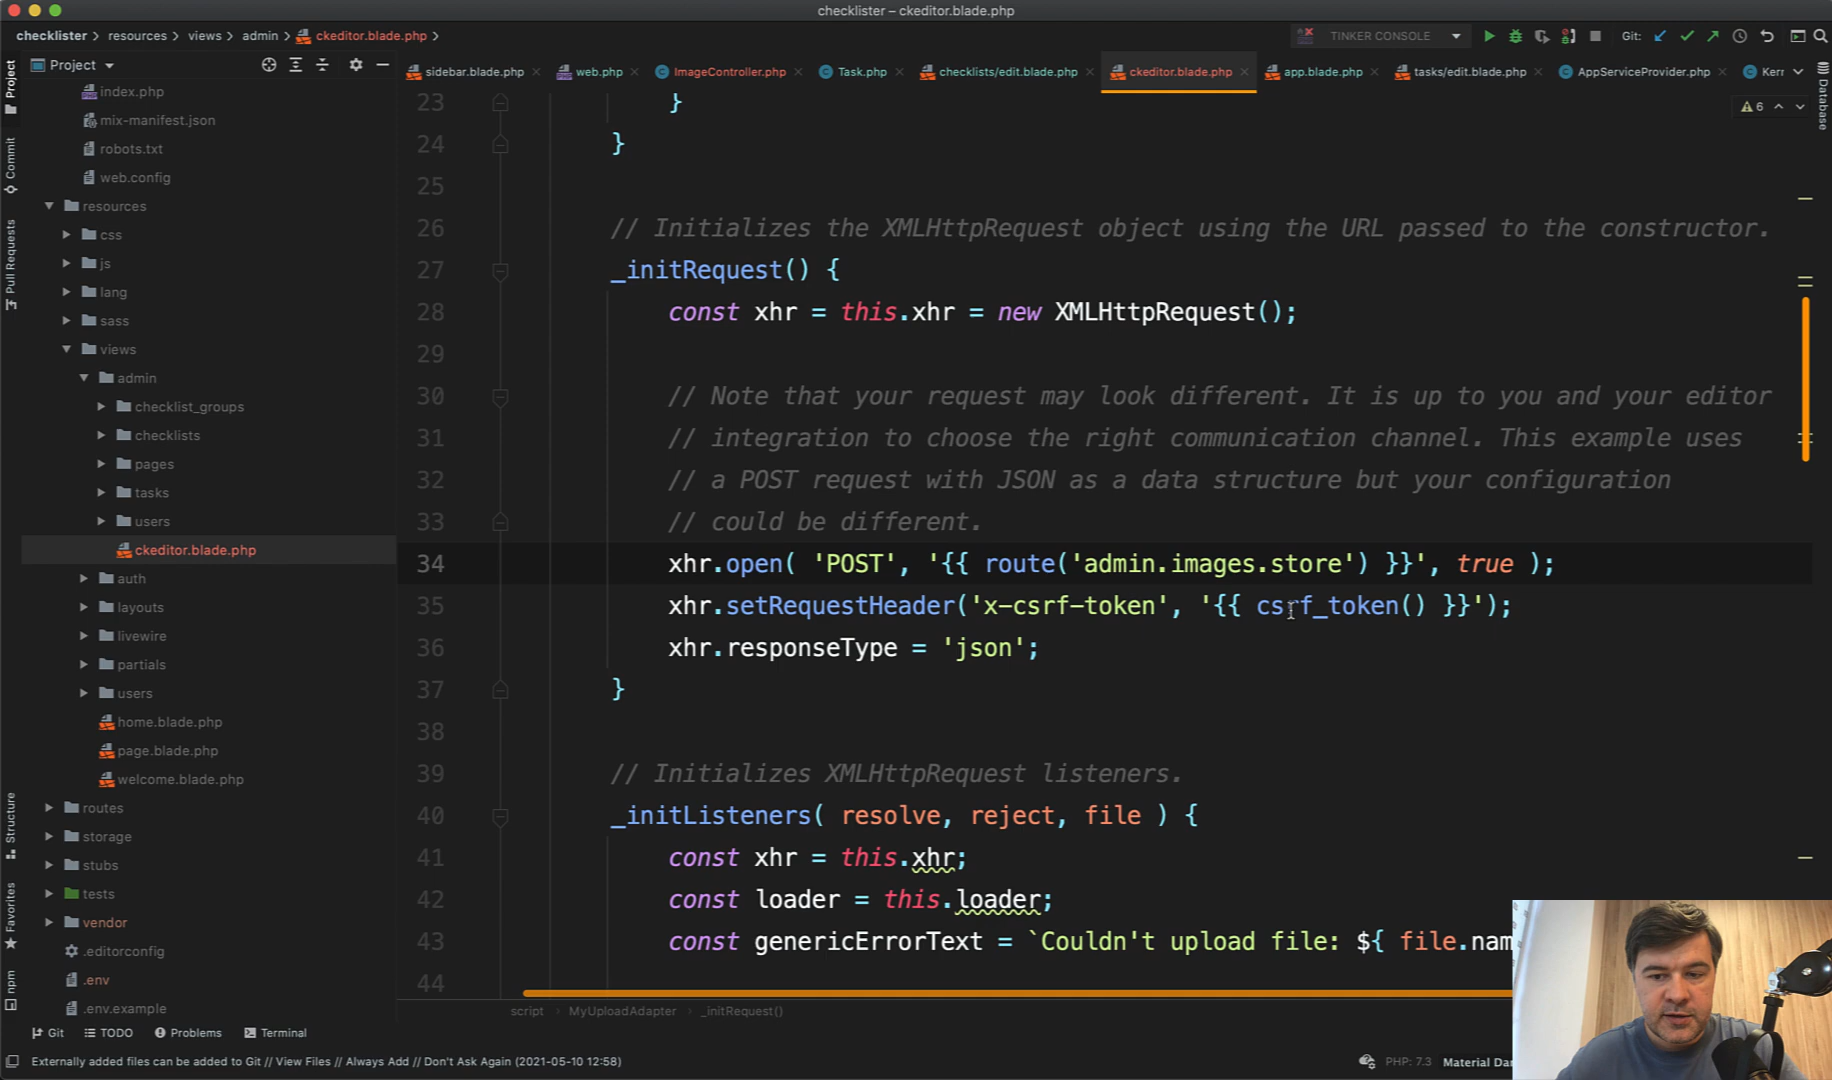 checklister – ckeditor.blade.php
checklister > resources > views > admin > ckeditor.blade.php >
TINKER CONSOLE
Git:
Project
sidebar.blade.php
web.php
ImageController.php
Task.php
checklists/edit.blade.php
ckeditor.blade.php
app.blade.php
tasks/edit.blade.php
AppServiceProvider.php
Kerr
Project
Commit
Pull Requests
Structure
Favorites
npm
Database
6
index.php
mix-manifest.json
robots.txt
web.config
resources
css
js
lang
sass
views
admin
checklist_groups
checklists
pages
tasks
users
ckeditor.blade.php
auth
layouts
livewire
partials
users
home.blade.php
page.blade.php
welcome.blade.php
routes
storage
stubs
tests
vendor
.editorconfig
.env
.env.example
23 }
24 }
25
26 // Initializes the XMLHttpRequest object using the URL passed to the constructor.
27 _initRequest() {
28 const xhr = this.xhr = new XMLHttpRequest();
29
30 // Note that your request may look different. It is up to you and your editor
31 // integration to choose the right communication channel. This example uses
32 // a POST request with JSON as a data structure but your configuration
33 // could be different.
34 xhr.open( 'POST', '{{ route('admin.images.store') }}', true );
35 xhr.setRequestHeader('x-csrf-token', '{{ csrf_token() }}');
36 xhr.responseType = 'json';
37 }
38
39 // Initializes XMLHttpRequest listeners.
40 _initListeners( resolve, reject, file ) {
41 const xhr = this.xhr;
42 const loader = this.loader;
43 const genericErrorText = `Couldn't upload file: ${ file.nam
44
script > MyUploadAdapter > _initRequest()
Git
TODO
Problems
Terminal
Externally added files can be added to Git // View Files // Always Add // Don't Ask Again (2021-05-10 12:58)
PHP: 7.3
Material Da